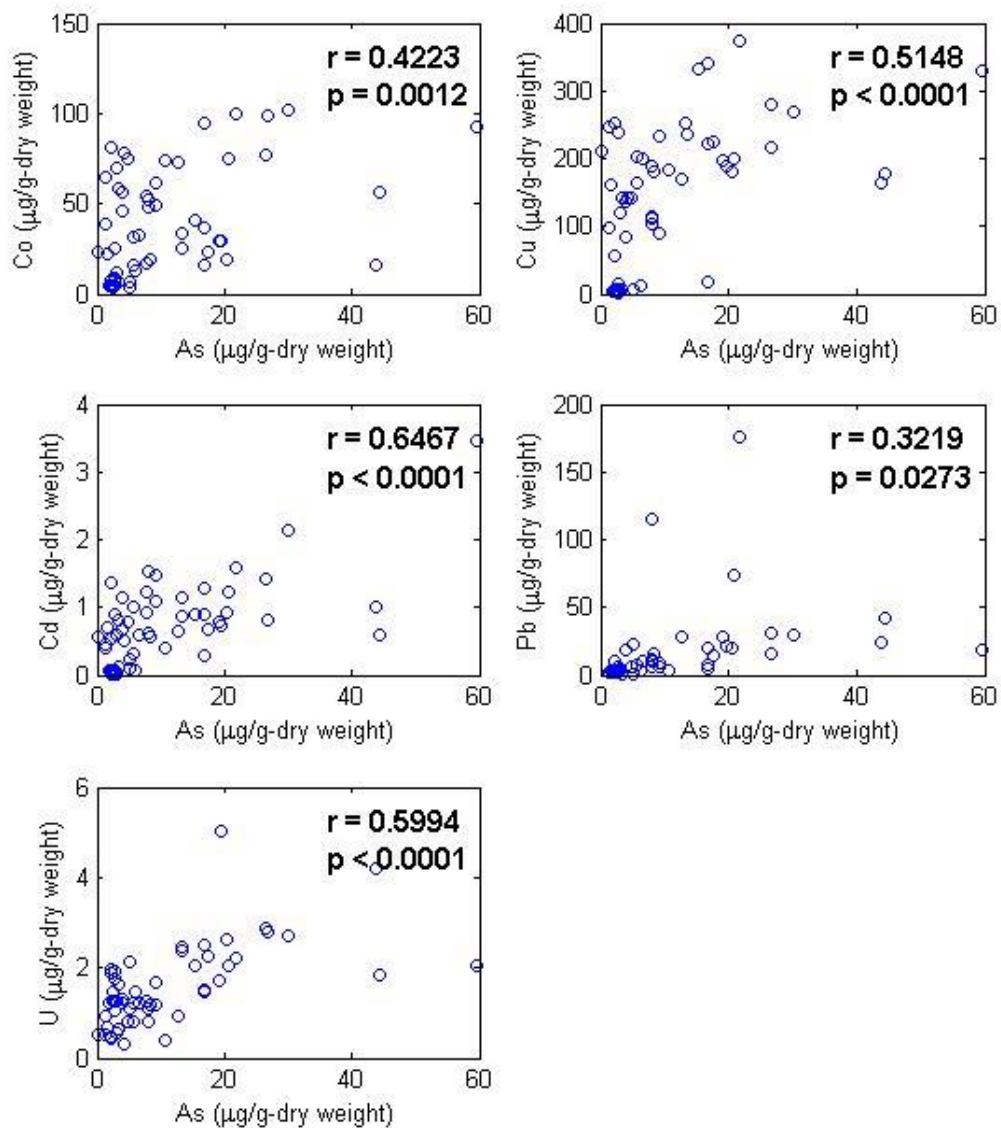 150
100
50
0
Co (µg/g-dry weight)
r = 0.4223
p = 0.0012
0 20 40 60
As (µg/g-dry weight)
400
300
200
100
0
Cu (µg/g-dry weight)
r = 0.5148
p < 0.0001
0 20 40 60
As (µg/g-dry weight)
4
3
2
1
0
Cd (µg/g-dry weight)
r = 0.6467
p < 0.0001
0 20 40 60
As (µg/g-dry weight)
200
150
100
50
0
Pb (µg/g-dry weight)
r = 0.3219
p = 0.0273
0 20 40 60
As (µg/g-dry weight)
6
4
2
0
U (µg/g-dry weight)
r = 0.5994
p < 0.0001
0 20 40 60
As (µg/g-dry weight)